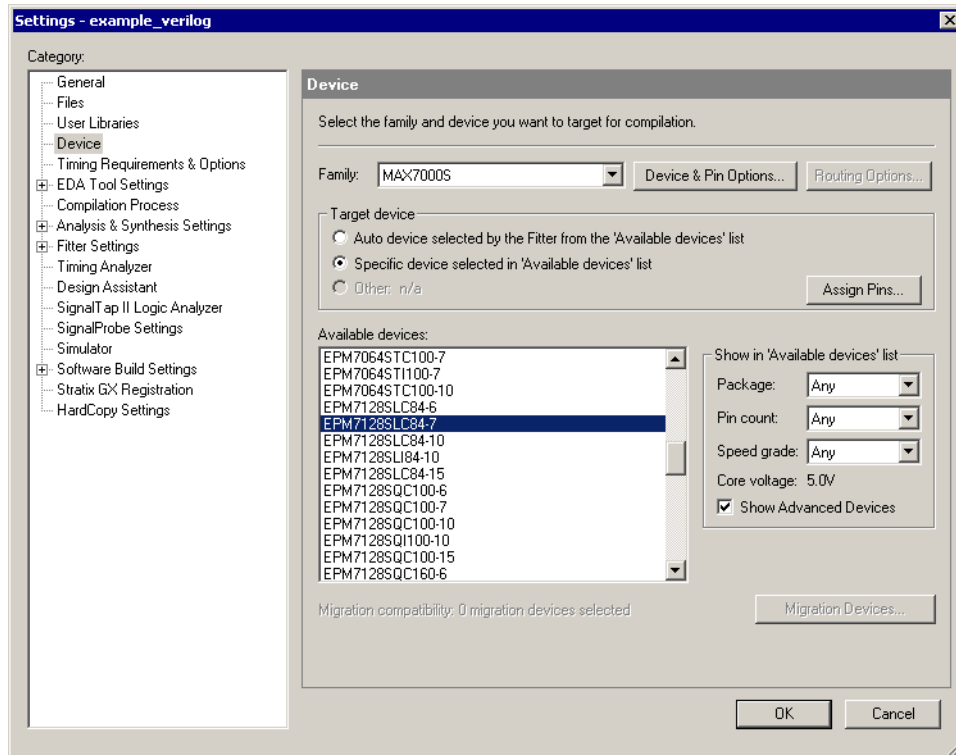 Settings - example_verilog
Category:
General
Files
User Libraries
Device
Timing Requirements & Options
EDA Tool Settings
Compilation Process
Analysis & Synthesis Settings
Fitter Settings
Timing Analyzer
Design Assistant
SignalTap II Logic Analyzer
SignalProbe Settings
Simulator
Software Build Settings
Stratix GX Registration
HardCopy Settings
Device
Select the family and device you want to target for compilation.
Family: MAX7000S Device & Pin Options... Routing Options...
Target device
Auto device selected by the Fitter from the 'Available devices' list
Specific device selected in 'Available devices' list
Other: n/a
Assign Pins...
Available devices:
EPM7064STC100-7
EPM7064STI100-7
EPM7064STC100-10
EPM7128SLC84-6
EPM7128SLC84-7
EPM7128SLC84-10
EPM7128SLI84-10
EPM7128SLC84-15
EPM7128SQC100-6
EPM7128SQC100-7
EPM7128SQC100-10
EPM7128SQI100-10
EPM7128SQC100-15
EPM7128SQC160-6
Show in 'Available devices' list
Package: Any
Pin count: Any
Speed grade: Any
Core voltage: 5.0V
Show Advanced Devices
Migration compatibility: 0 migration devices selected
Migration Devices...
OK Cancel